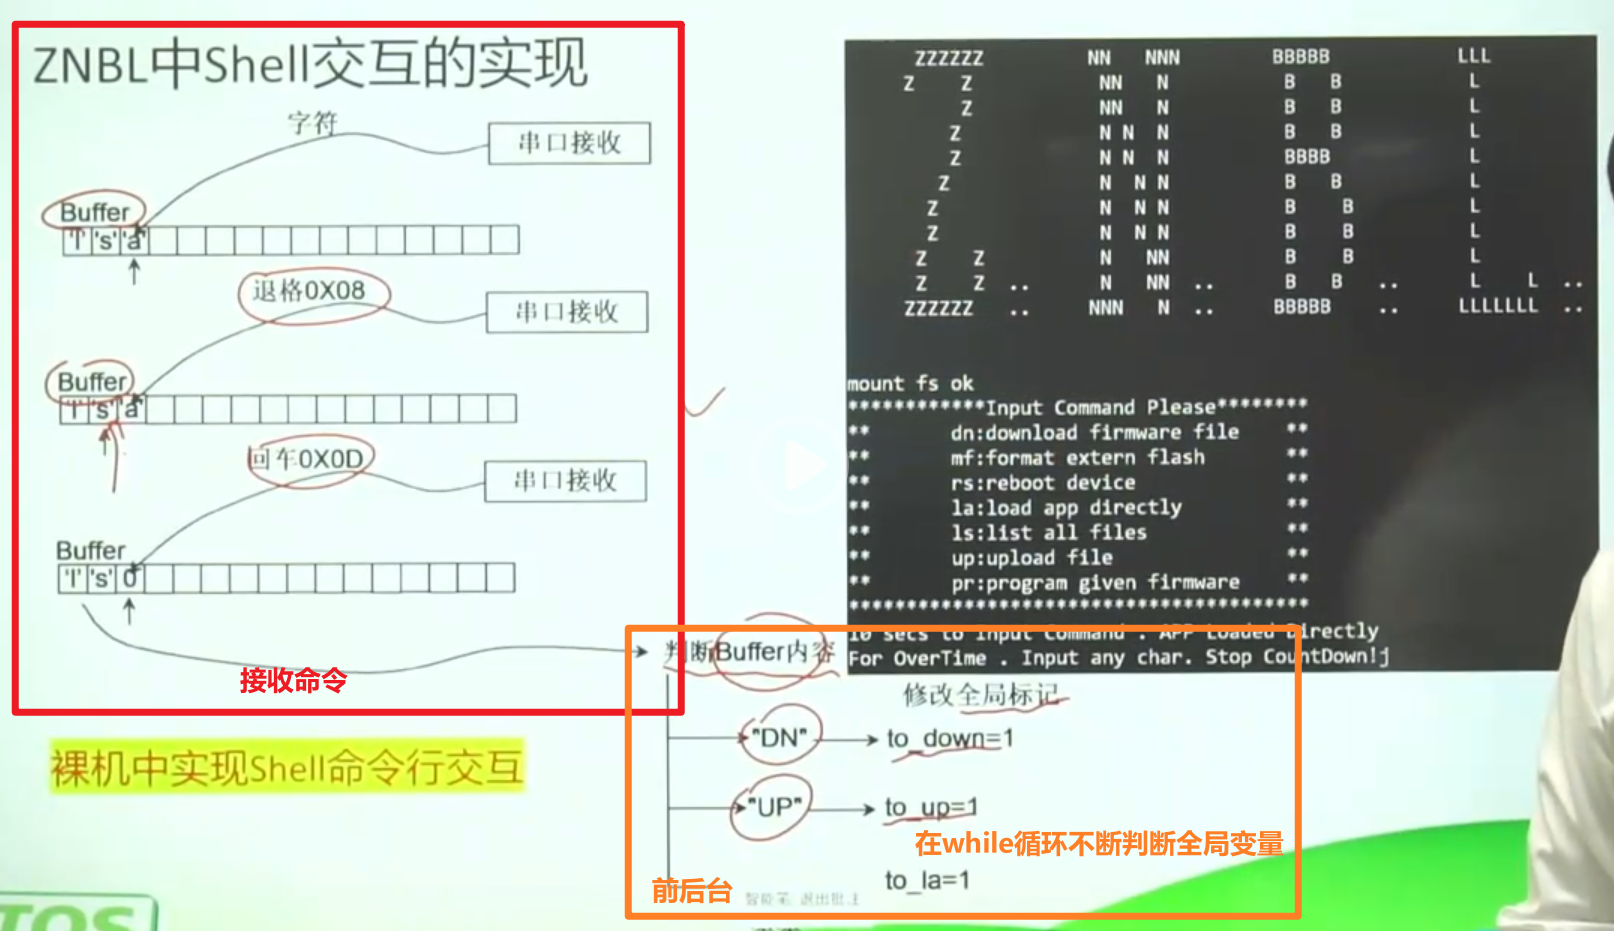 ZNBL中Shell交互的实现
字符
串口接收
Buffer
'l' 's' 'a'
退格0X08
串口接收
Buffer
'l' 's' 'a'
回车0X0D
串口接收
Buffer
'l' 's' 0
接收命令
裸机中实现Shell命令行交互
ZZZZZZ NN NNN BBBBB LLL
Z Z NN N B B L
Z NN N B B L
Z N N N B B L
Z N N N BBBB L
Z N N N B B L
Z N N N B B L
Z N N N B B L
Z Z N NN B B L
Z Z .. N NN .. B B .. L L ..
ZZZZZZ .. NNN N .. BBBBB .. LLLLLLL ..
mount fs ok
************Input Command Please********
** dn:download firmware file **
** mf:format extern flash **
** rs:reboot device **
** la:load app directly **
** ls:list all files **
** up:upload file **
** pr:program given firmware **
****************************************
10 secs to Input Command . APP Loaded Directly
For OverTime . Input any char. Stop CountDown!j
判断Buffer内容
修改全局标记
"DN" to_down=1
"UP" to_up=1
在while循环不断判断全局变量
to_la=1
前后台
智能笔 退出批注
TOS